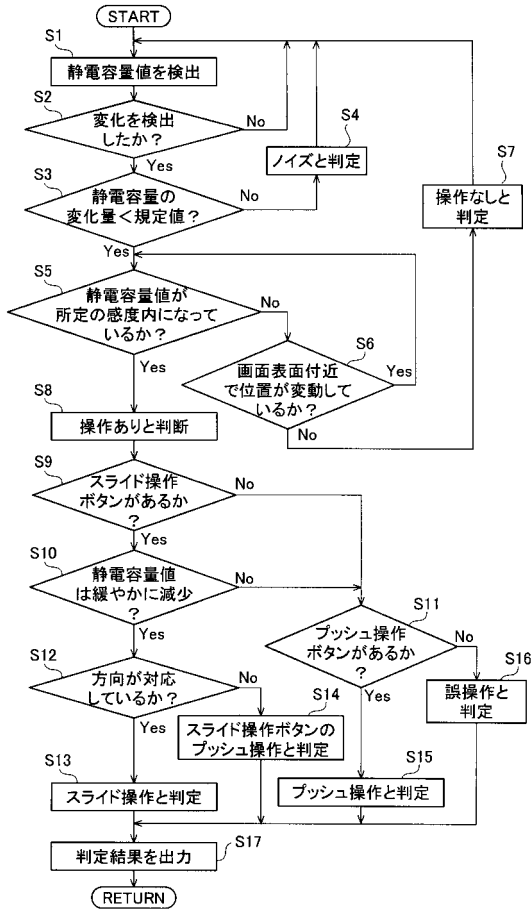 START
S1
静電容量値を検出
S2
変化を検出
したか？
No
Yes
S4
ノイズと判定
S7
操作なしと
判定
S3
静電容量の
変化量＜規定値？
No
Yes
S5
静電容量値が
所定の感度内になって
いるか？
No
Yes
S6
画面表面付近
で位置が変動して
いるか？
Yes
No
S8
操作ありと判断
S9
スライド操作
ボタンがあるか
？
No
Yes
S10
静電容量値
は緩やかに減少
？
No
Yes
S11
プッシュ操作
ボタンがあるか
？
No
Yes
S16
誤操作と
判定
S12
方向が対応
しているか？
No
Yes
S14
スライド操作ボタンの
プッシュ操作と判定
S13
スライド操作と判定
S15
プッシュ操作と判定
S17
判定結果を出力
RETURN